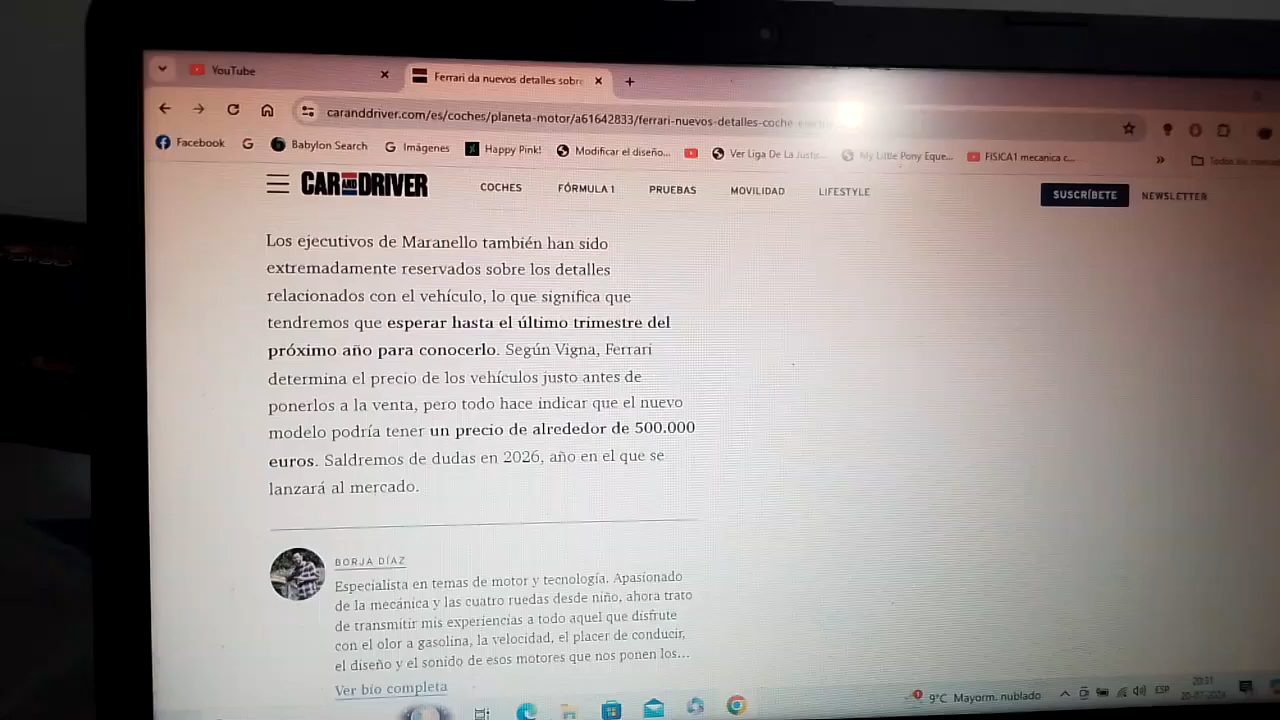 YouTube
Ferrari da nuevos detalles sobre
caranddriver.com/es/coches/planeta-motor/a61642833/ferrari-nuevos-detalles-coche-
Facebook G Babylon Search G Imágenes Happy Pink! Modificar el diseño... Ver Liga De La Justi... My Little Pony Eque... FISICA1 mecanica c... » Todos
CAR AND DRIVER COCHES FÓRMULA 1 PRUEBAS MOVILIDAD LIFESTYLE SUSCRÍBETE NEWSLETTER
Los ejecutivos de Maranello también han sido
extremadamente reservados sobre los detalles
relacionados con el vehículo, lo que significa que
tendremos que esperar hasta el último trimestre del
próximo año para conocerlo. Según Vigna, Ferrari
determina el precio de los vehículos justo antes de
ponerlos a la venta, pero todo hace indicar que el nuevo
modelo podría tener un precio de alrededor de 500.000
euros. Saldremos de dudas en 2026, año en el que se
lanzará al mercado.
BORJA DÍAZ
Especialista en temas de motor y tecnología. Apasionado
de la mecánica y las cuatro ruedas desde niño, ahora trato
de transmitir mis experiencias a todo aquel que disfrute
con el olor a gasolina, la velocidad, el placer de conducir,
el diseño y el sonido de esos motores que nos ponen los...
Ver bio completa
9°C Mayorm. nublado ESP 20:31
20-07-2024